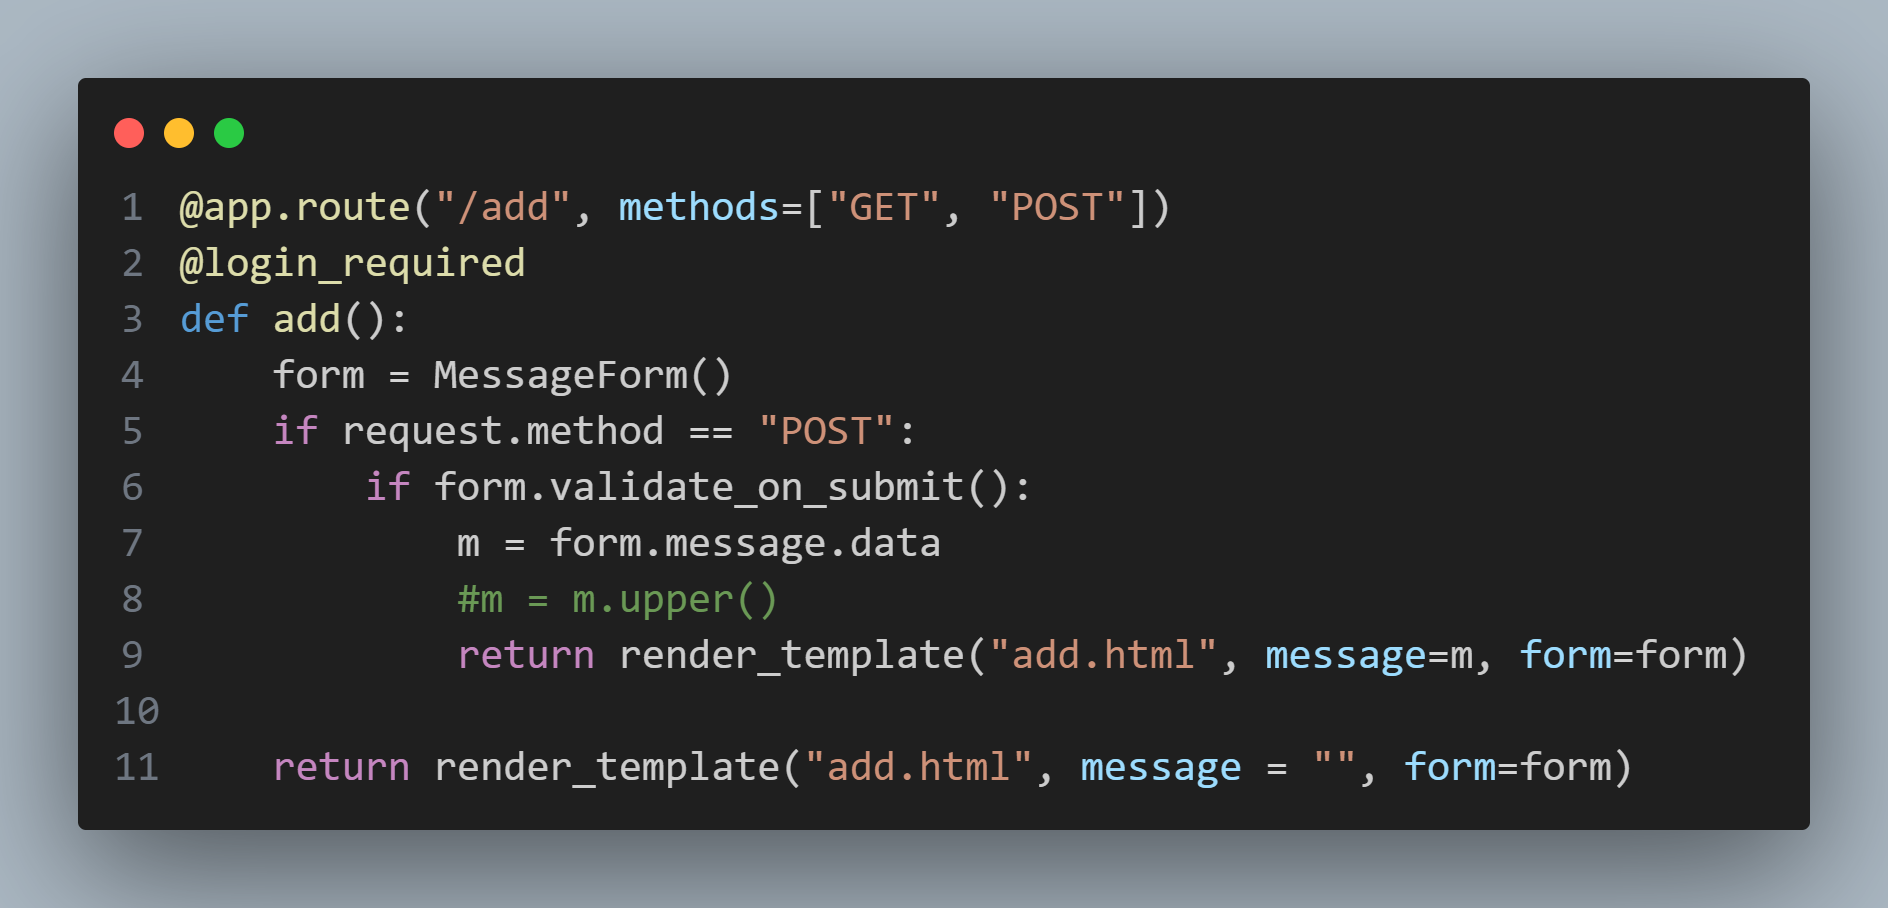 1 @app.route("/add", methods=["GET", "POST"])
2 @login_required
3 def add():
4     form = MessageForm()
5     if request.method == "POST":
6         if form.validate_on_submit():
7             m = form.message.data
8             #m = m.upper()
9             return render_template("add.html", message=m, form=form)
10
11     return render_template("add.html", message = "", form=form)